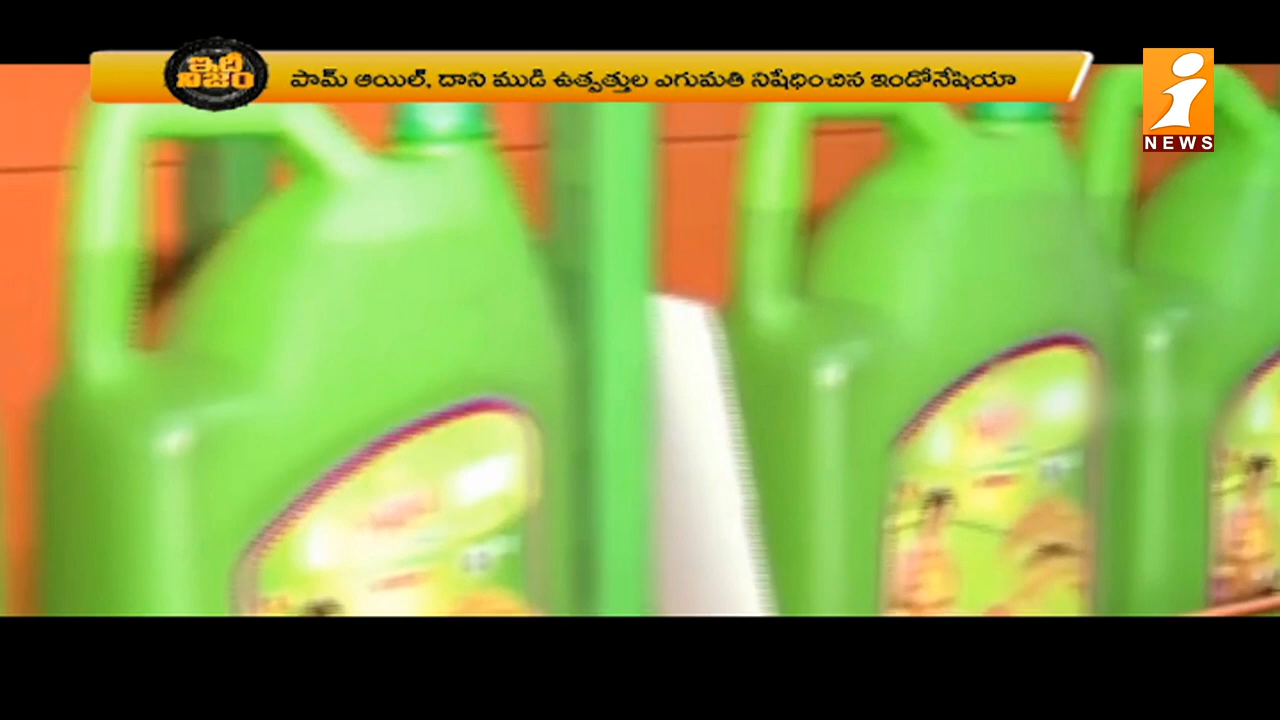 ఇదీ
నిజం
పామ్ ఆయిల్, దాని ముడి ఉత్పత్తుల ఎగుమతి నిషేధించిన ఇండోనేషియా
i
NEWS